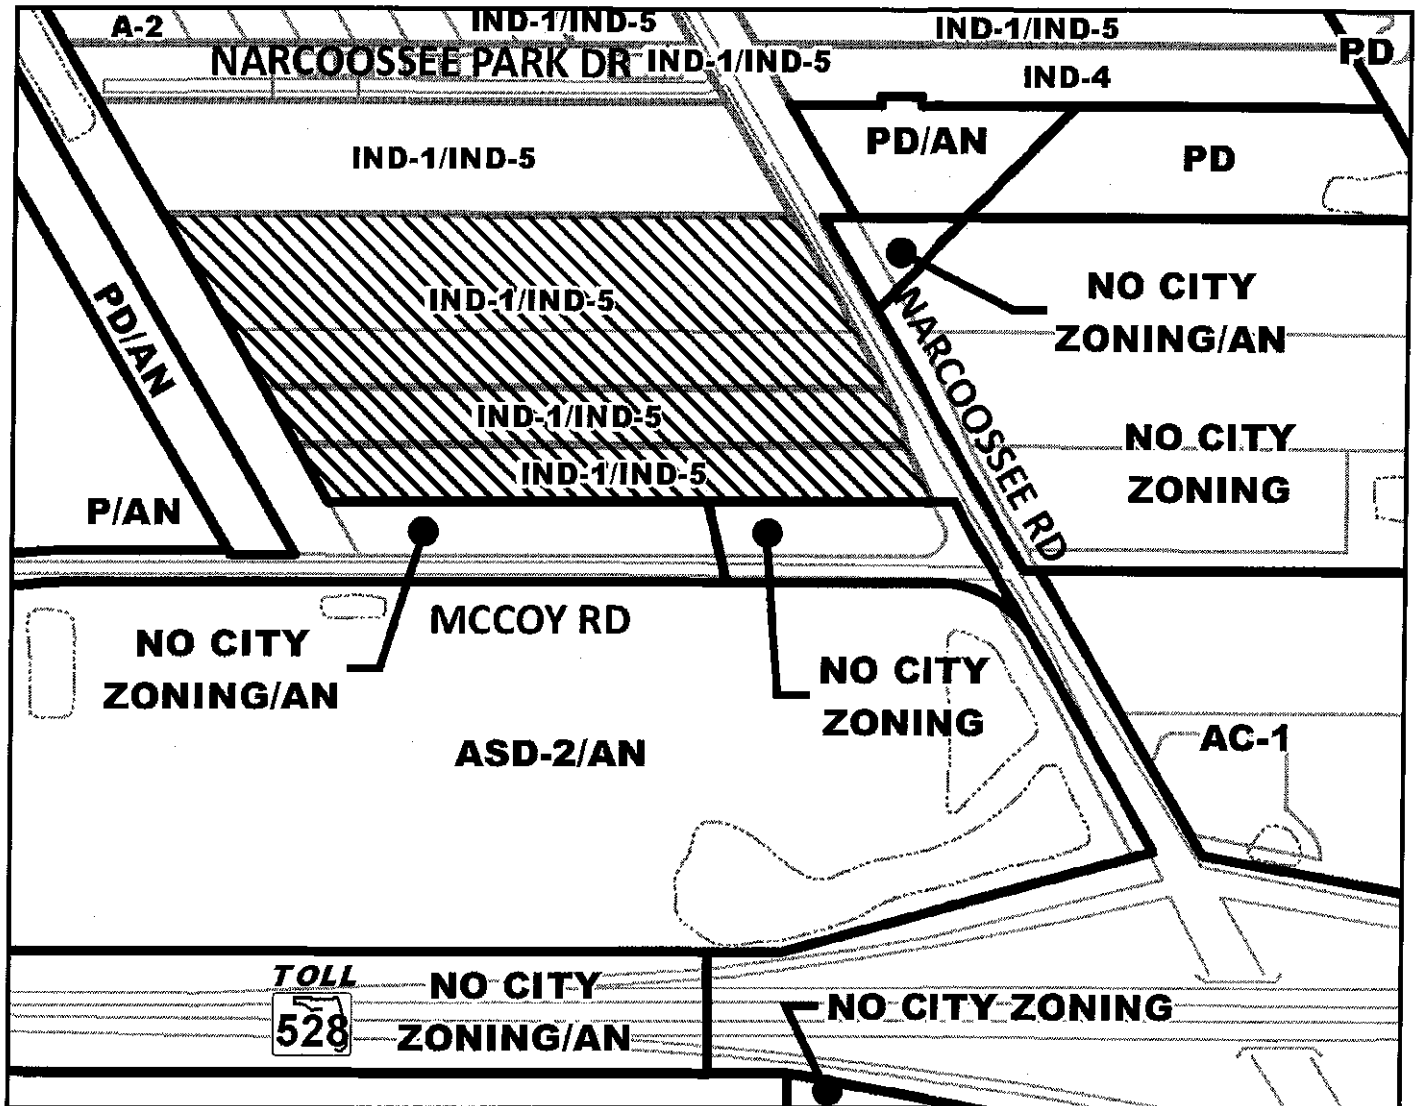 A-2
IND-1/IND-5
IND-1/IND-5
PD
NARCOOSSEE PARK DR
IND-1/IND-5
IND-4
IND-1/IND-5
PD/AN
PD
IND-1/IND-5
NO CITY
ZONING/AN
PD/AN
NARCOOSSEE RD
IND-1/IND-5
NO CITY
ZONING
IND-1/IND-5
P/AN
MCCOY RD
NO CITY
ZONING/AN
NO CITY
ZONING
ASD-2/AN
AC-1
TOLL
528
NO CITY
ZONING/AN
NO CITY ZONING